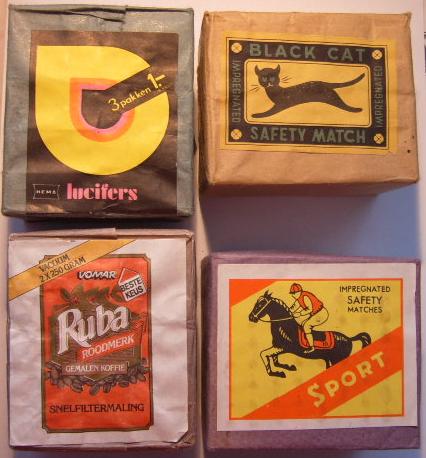 3 pakken 1.-
HEMA
lucifers
BLACK CAT
IMPREGNATED
IMPREGNATED
SAFETY MATCH
VACUUM
2 X 250 GRAM
VOMAR
BESTE
KEUS
Ruba
ROODMERK
GEMALEN KOFFIE
SNELFILTERMALING
IMPREGNATED
SAFETY
MATCHES
SPORT